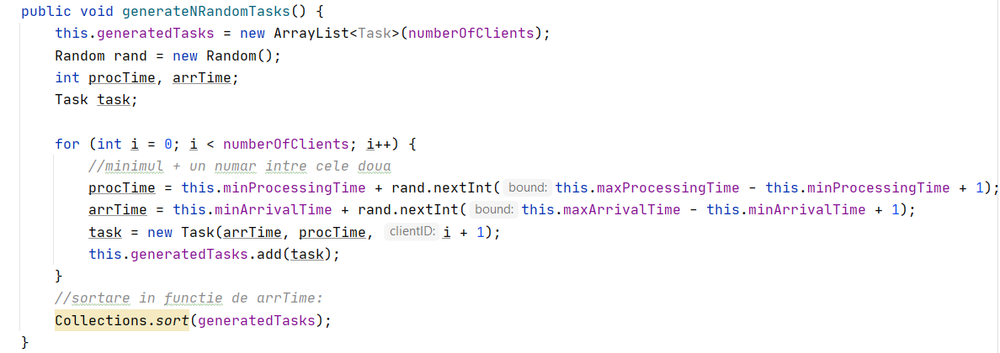 public void generateNRandomTasks() {
this.generatedTasks = new ArrayList<Task>(numberOfClients);
Random rand = new Random();
int procTime, arrTime;
Task task;
for (int i = 0; i < numberOfClients; i++) {
//minimul + un numar intre cele doua
procTime = this.minProcessingTime + rand.nextInt( bound: this.maxProcessingTime - this.minProcessingTime + 1);
arrTime = this.minArrivalTime + rand.nextInt( bound: this.maxArrivalTime - this.minArrivalTime + 1);
task = new Task(arrTime, procTime, clientID: i + 1);
this.generatedTasks.add(task);
}
//sortare in functie de arrTime:
Collections.sort(generatedTasks);
}